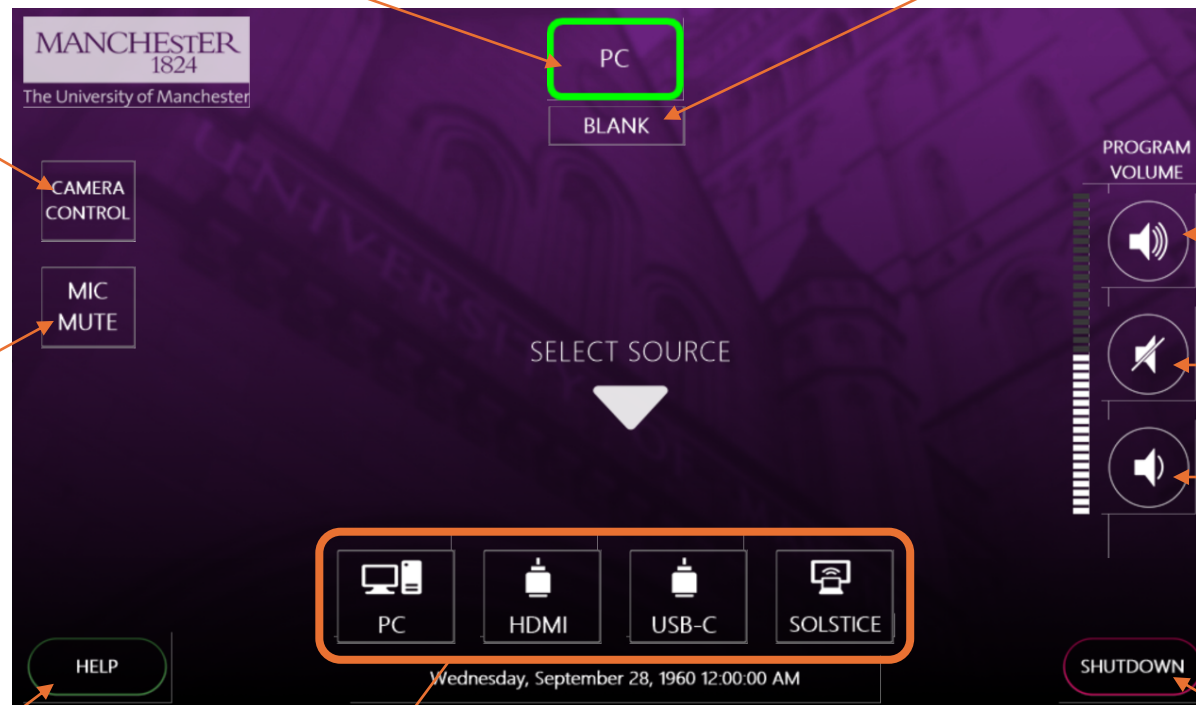 MANCHESTER
1824
The University of Manchester
PC
BLANK
CAMERA
CONTROL
MIC
MUTE
PROGRAM
VOLUME
UNIVERSITY
SELECT SOURCE
PC
HDMI
USB-C
SOLSTICE
HELP
Wednesday, September 28, 1960 12:00:00 AM
SHUTDOWN